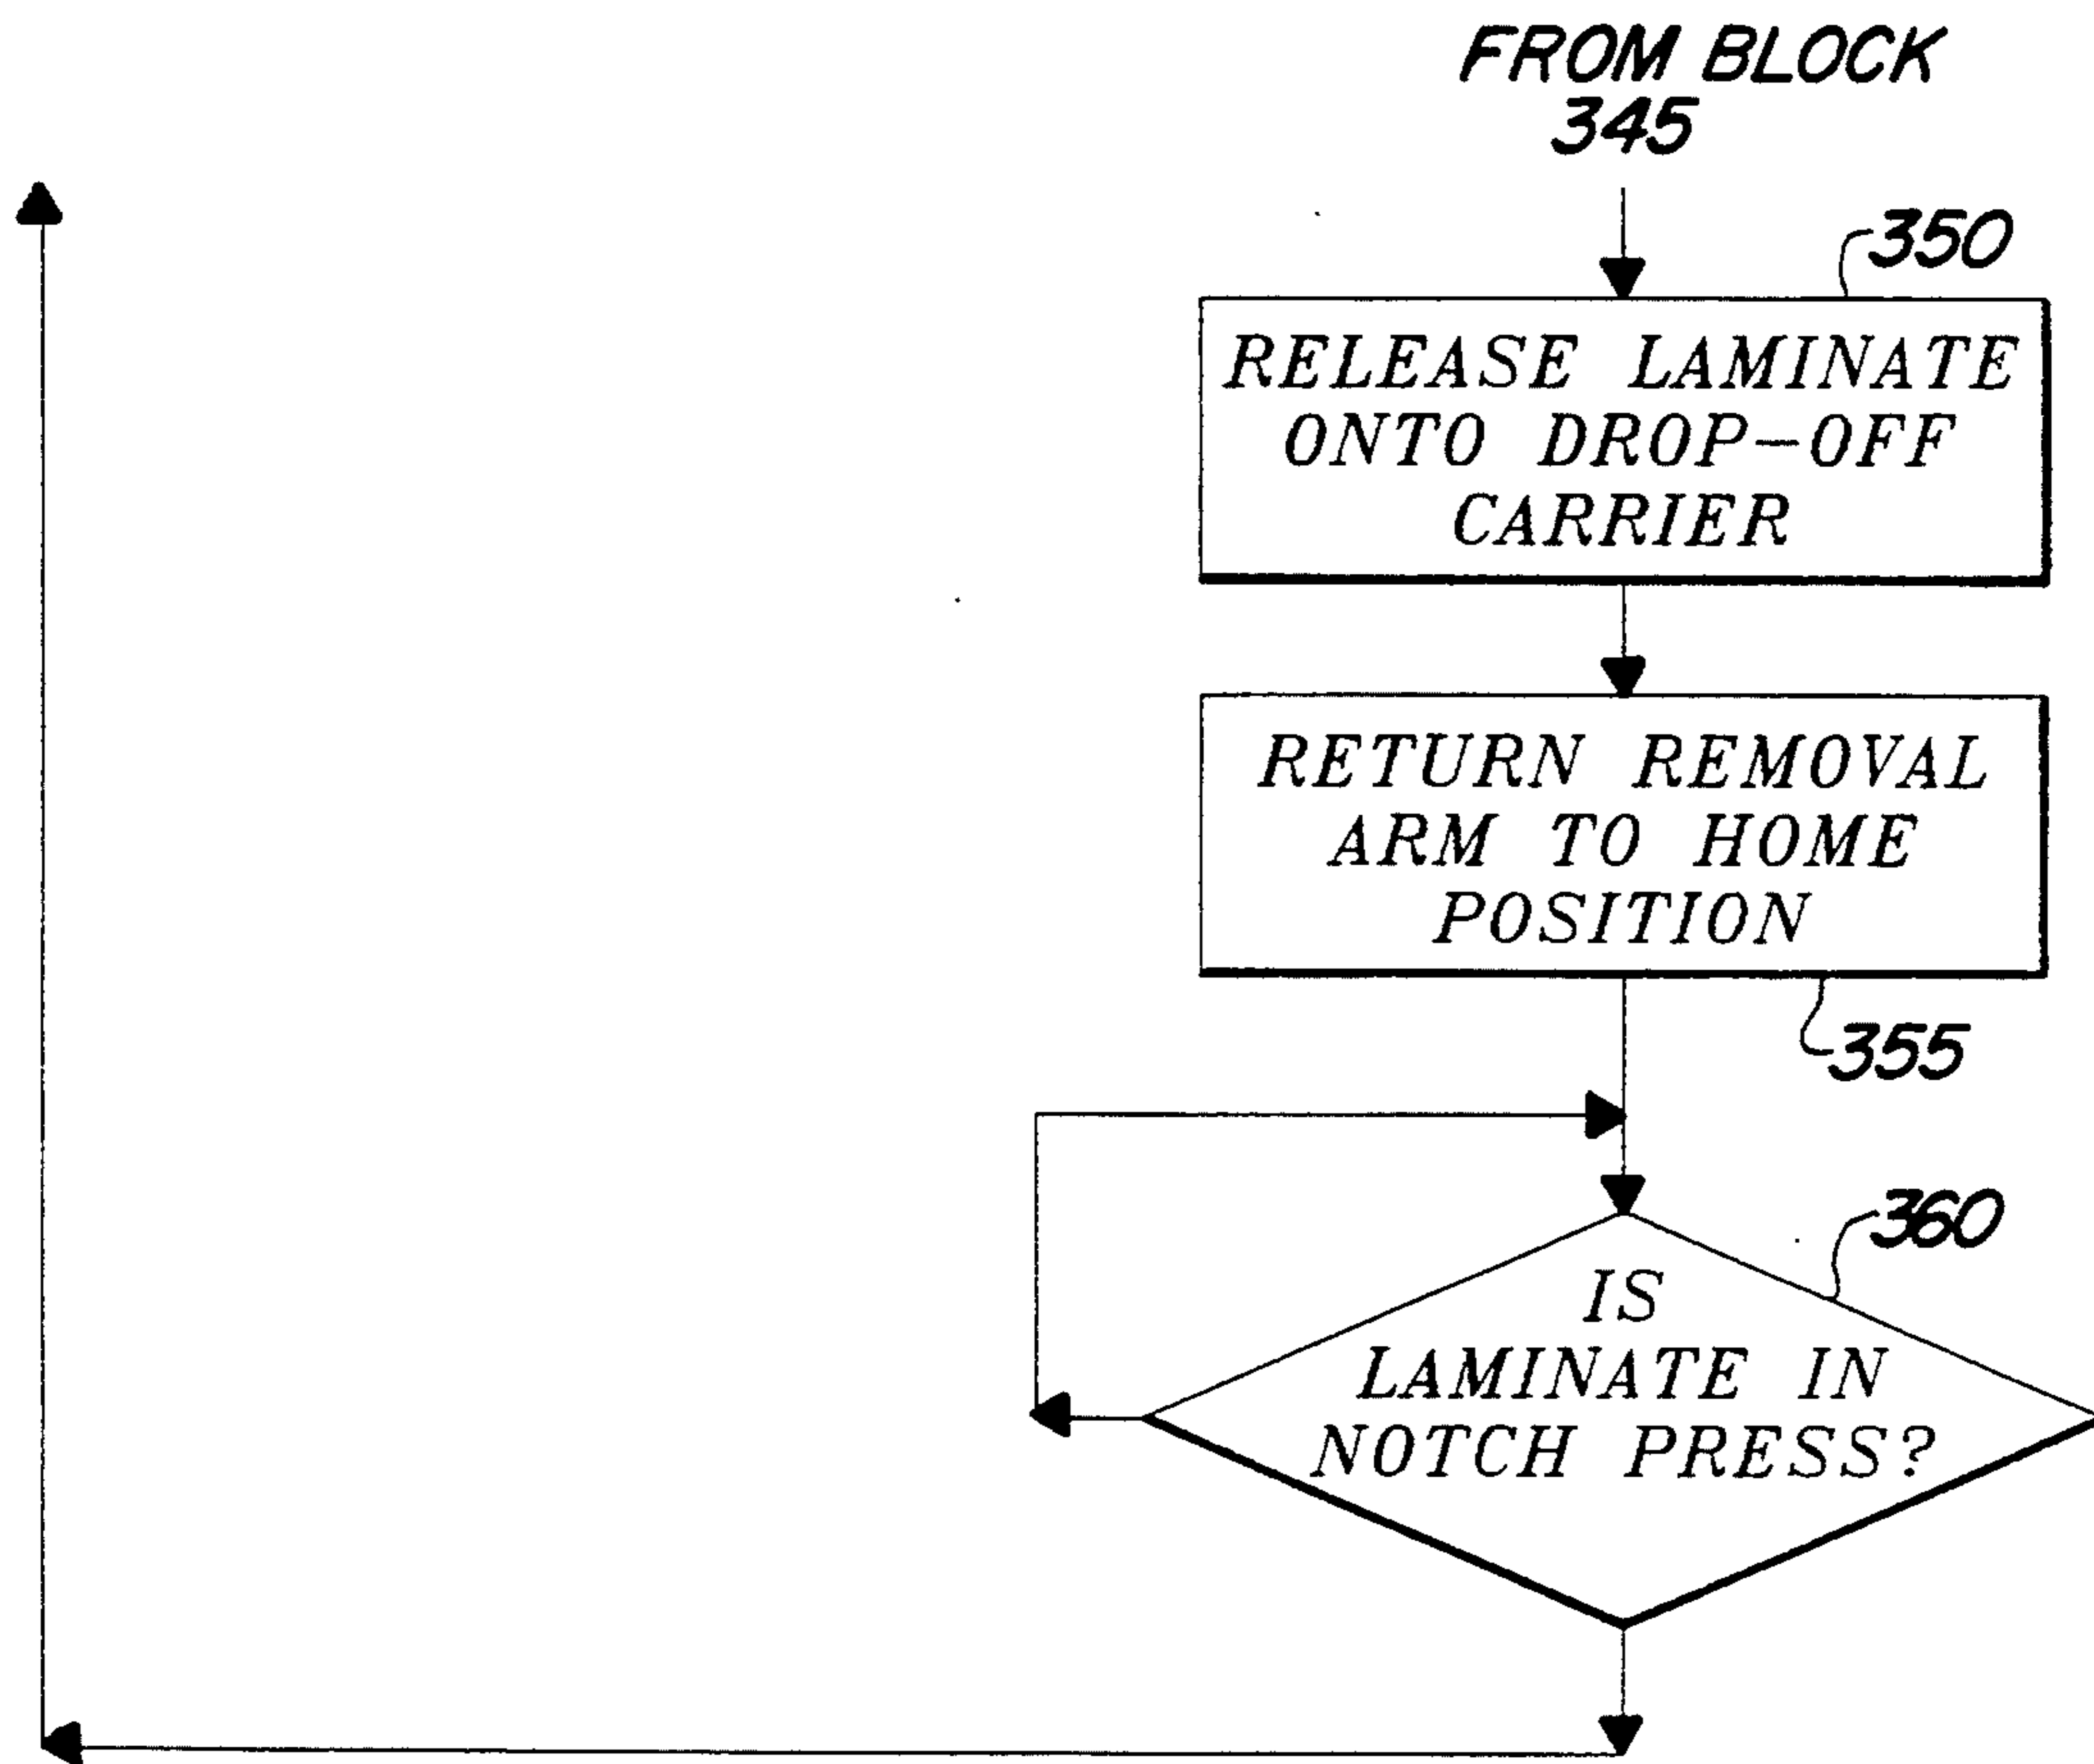 FROM BLOCK
345
350
RELEASE LAMINATE
ONTO DROP-OFF
CARRIER
RETURN REMOVAL
ARM TO HOME
POSITION
355
360
IS
LAMINATE IN
NOTCH PRESS?